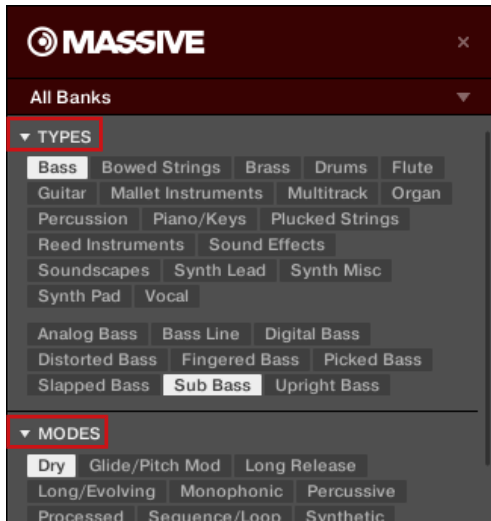 MASSIVE ×
All Banks
TYPES
Bass Bowed Strings Brass Drums Flute
Guitar Mallet Instruments Multitrack Organ
Percussion Piano/Keys Plucked Strings
Reed Instruments Sound Effects
Soundscapes Synth Lead Synth Misc
Synth Pad Vocal
Analog Bass Bass Line Digital Bass
Distorted Bass Fingered Bass Picked Bass
Slapped Bass Sub Bass Upright Bass
MODES
Dry Glide/Pitch Mod Long Release
Long/Evolving Monophonic Percussive
Processed Sequence/Loop Synthetic